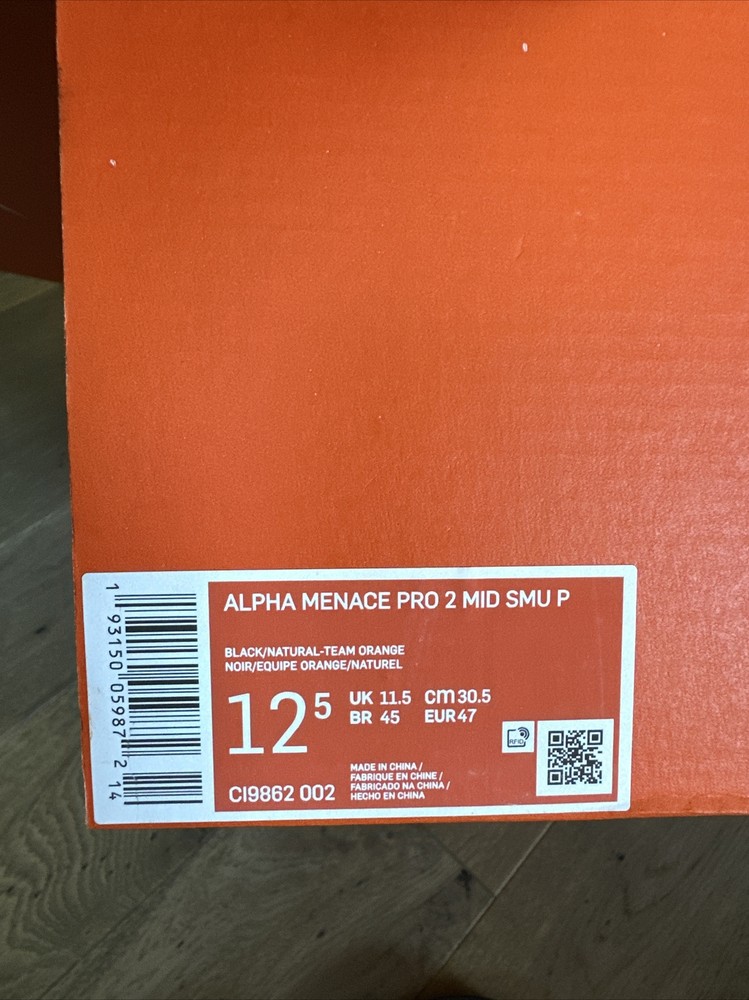 ALPHA MENACE PRO 2 MID SMU P
BLACK/NATURAL-TEAM ORANGE
NOIR/EQUIPE ORANGE/NATUREL
12 5
UK 11.5 CM 30.5
BR 45 EUR 47
RFID
CI9862 002
MADE IN CHINA /
FABRIQUE EN CHINE /
FABRICADO NA CHINA /
HECHO EN CHINA
1 93150 05987 2 14